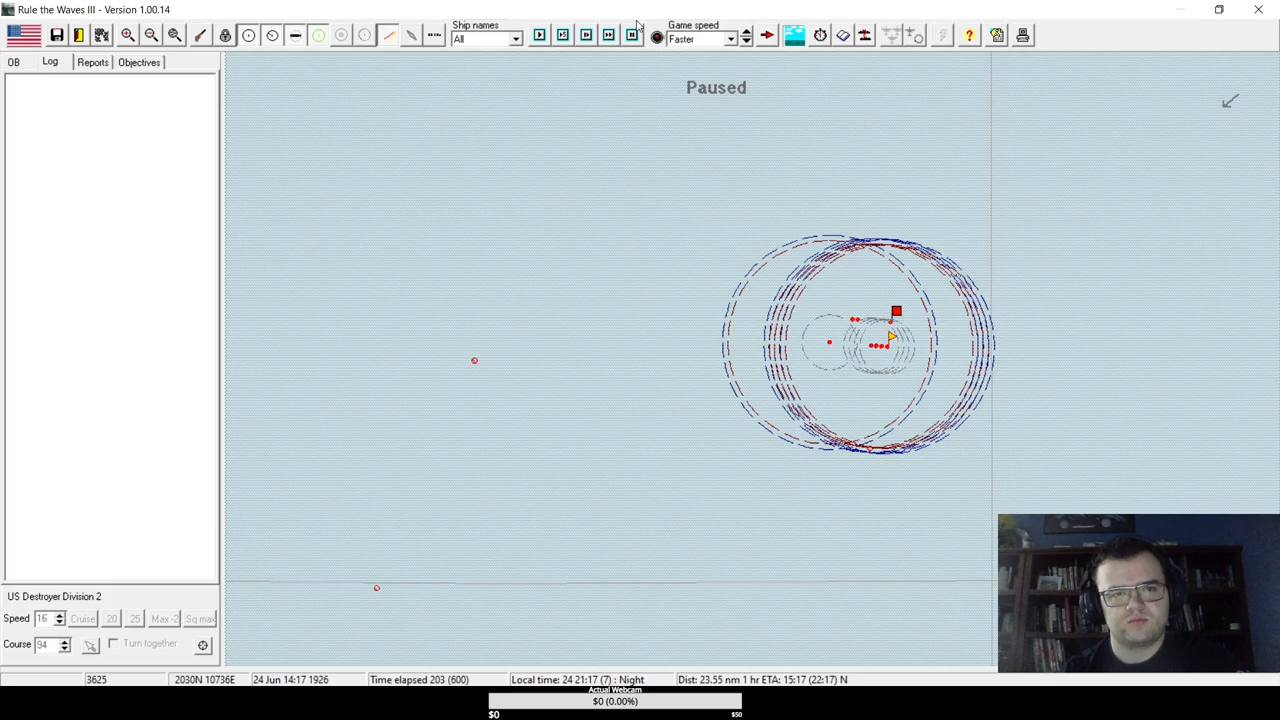 Rule the Waves III - Version 1.00.14
Ship names
All
Game speed
Faster
OB
Log
Reports
Objectives
Paused
US Destroyer Division 2
Speed
16
Cruise
20
25
Max -2
Sq max
Course
94
Turn together
3625
2030N 10736E
24 Jun 14:17 1926
Time elapsed 203 (600)
Local time: 24 21:17 (7) : Night
Dist: 23.55 nm 1 hr ETA: 15:17 (22:17) N
Actual Webcam
$0 (0.00%)
$0
$50